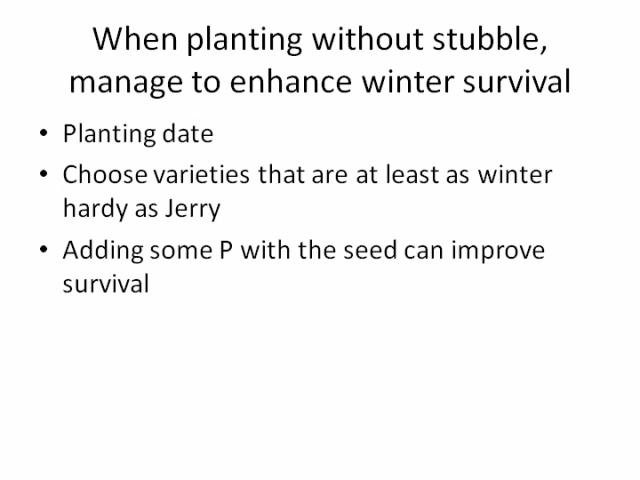 When planting without stubble,
manage to enhance winter survival
• Planting date
• Choose varieties that are at least as winter
hardy as Jerry
• Adding some P with the seed can improve
survival